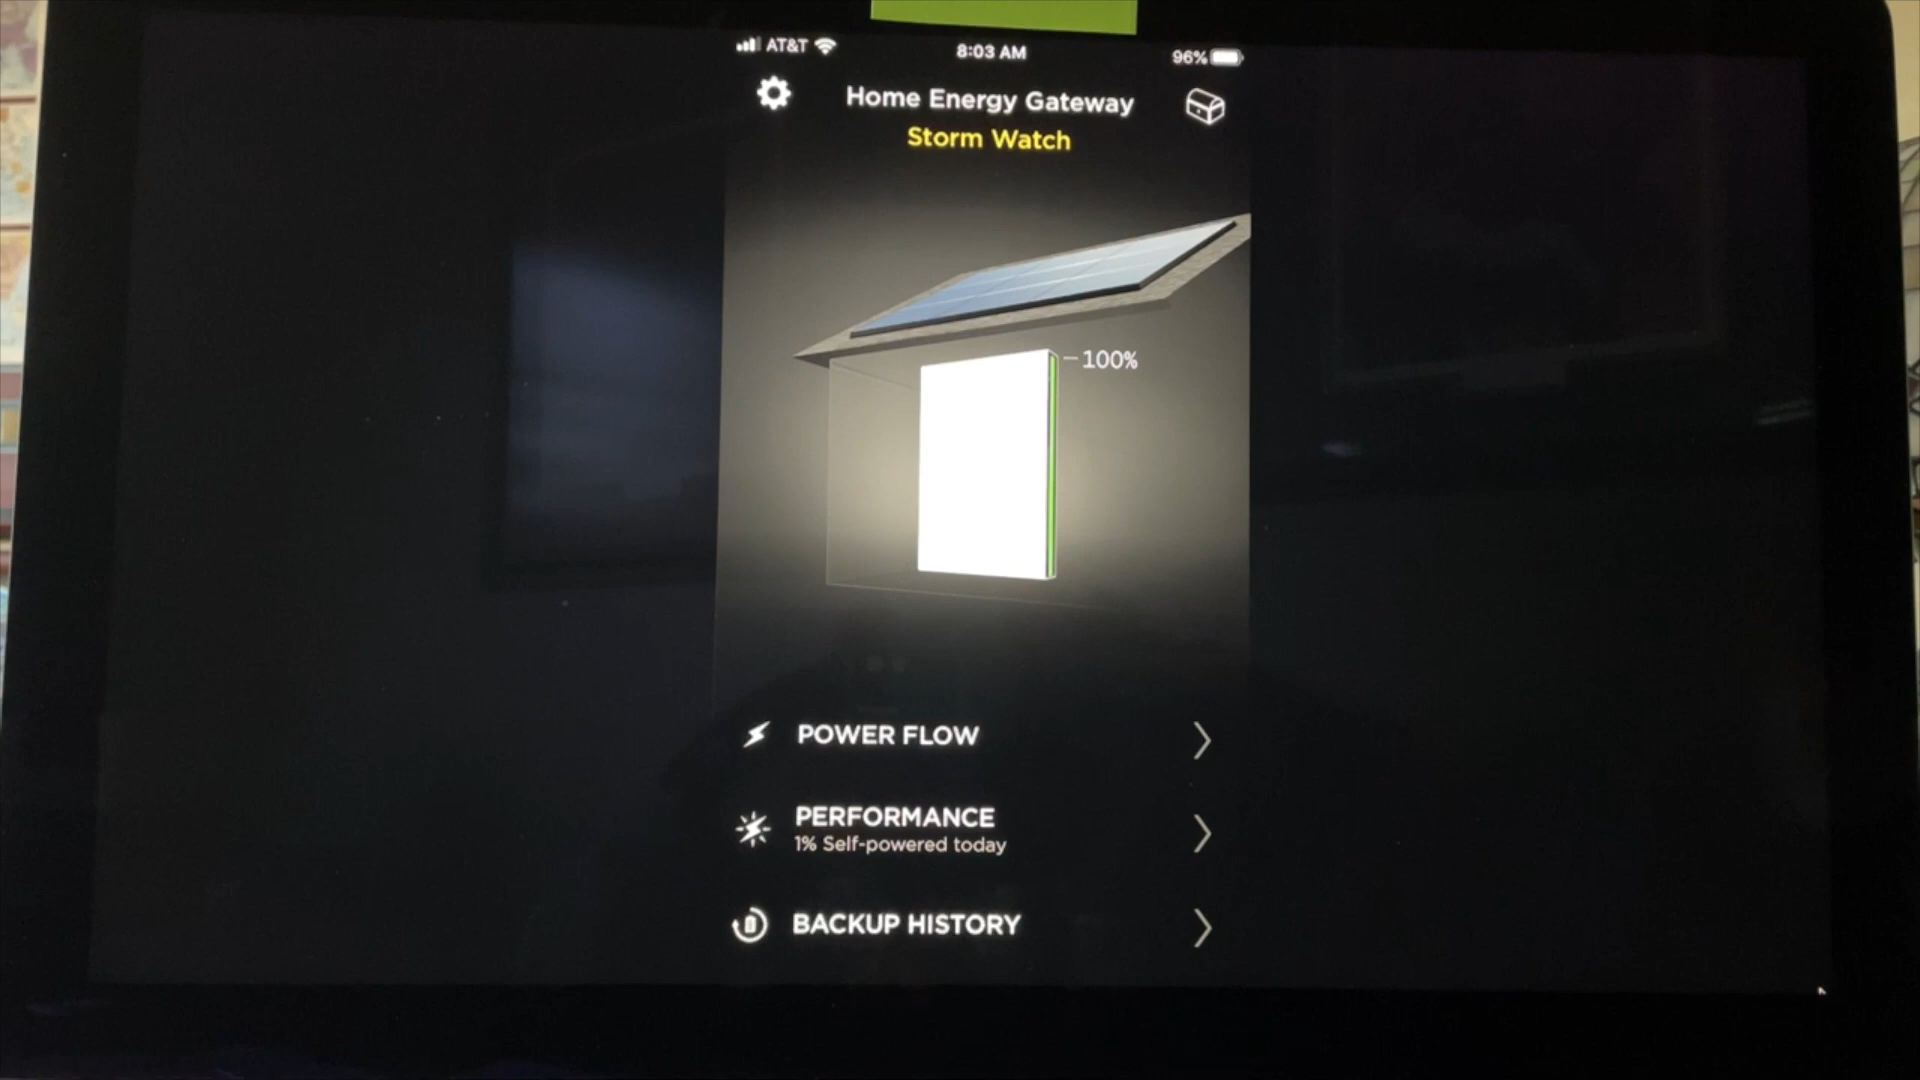 AT&T
8:03 AM
96%
Home Energy Gateway
Storm Watch
100%
POWER FLOW
PERFORMANCE
1% Self-powered today
BACKUP HISTORY